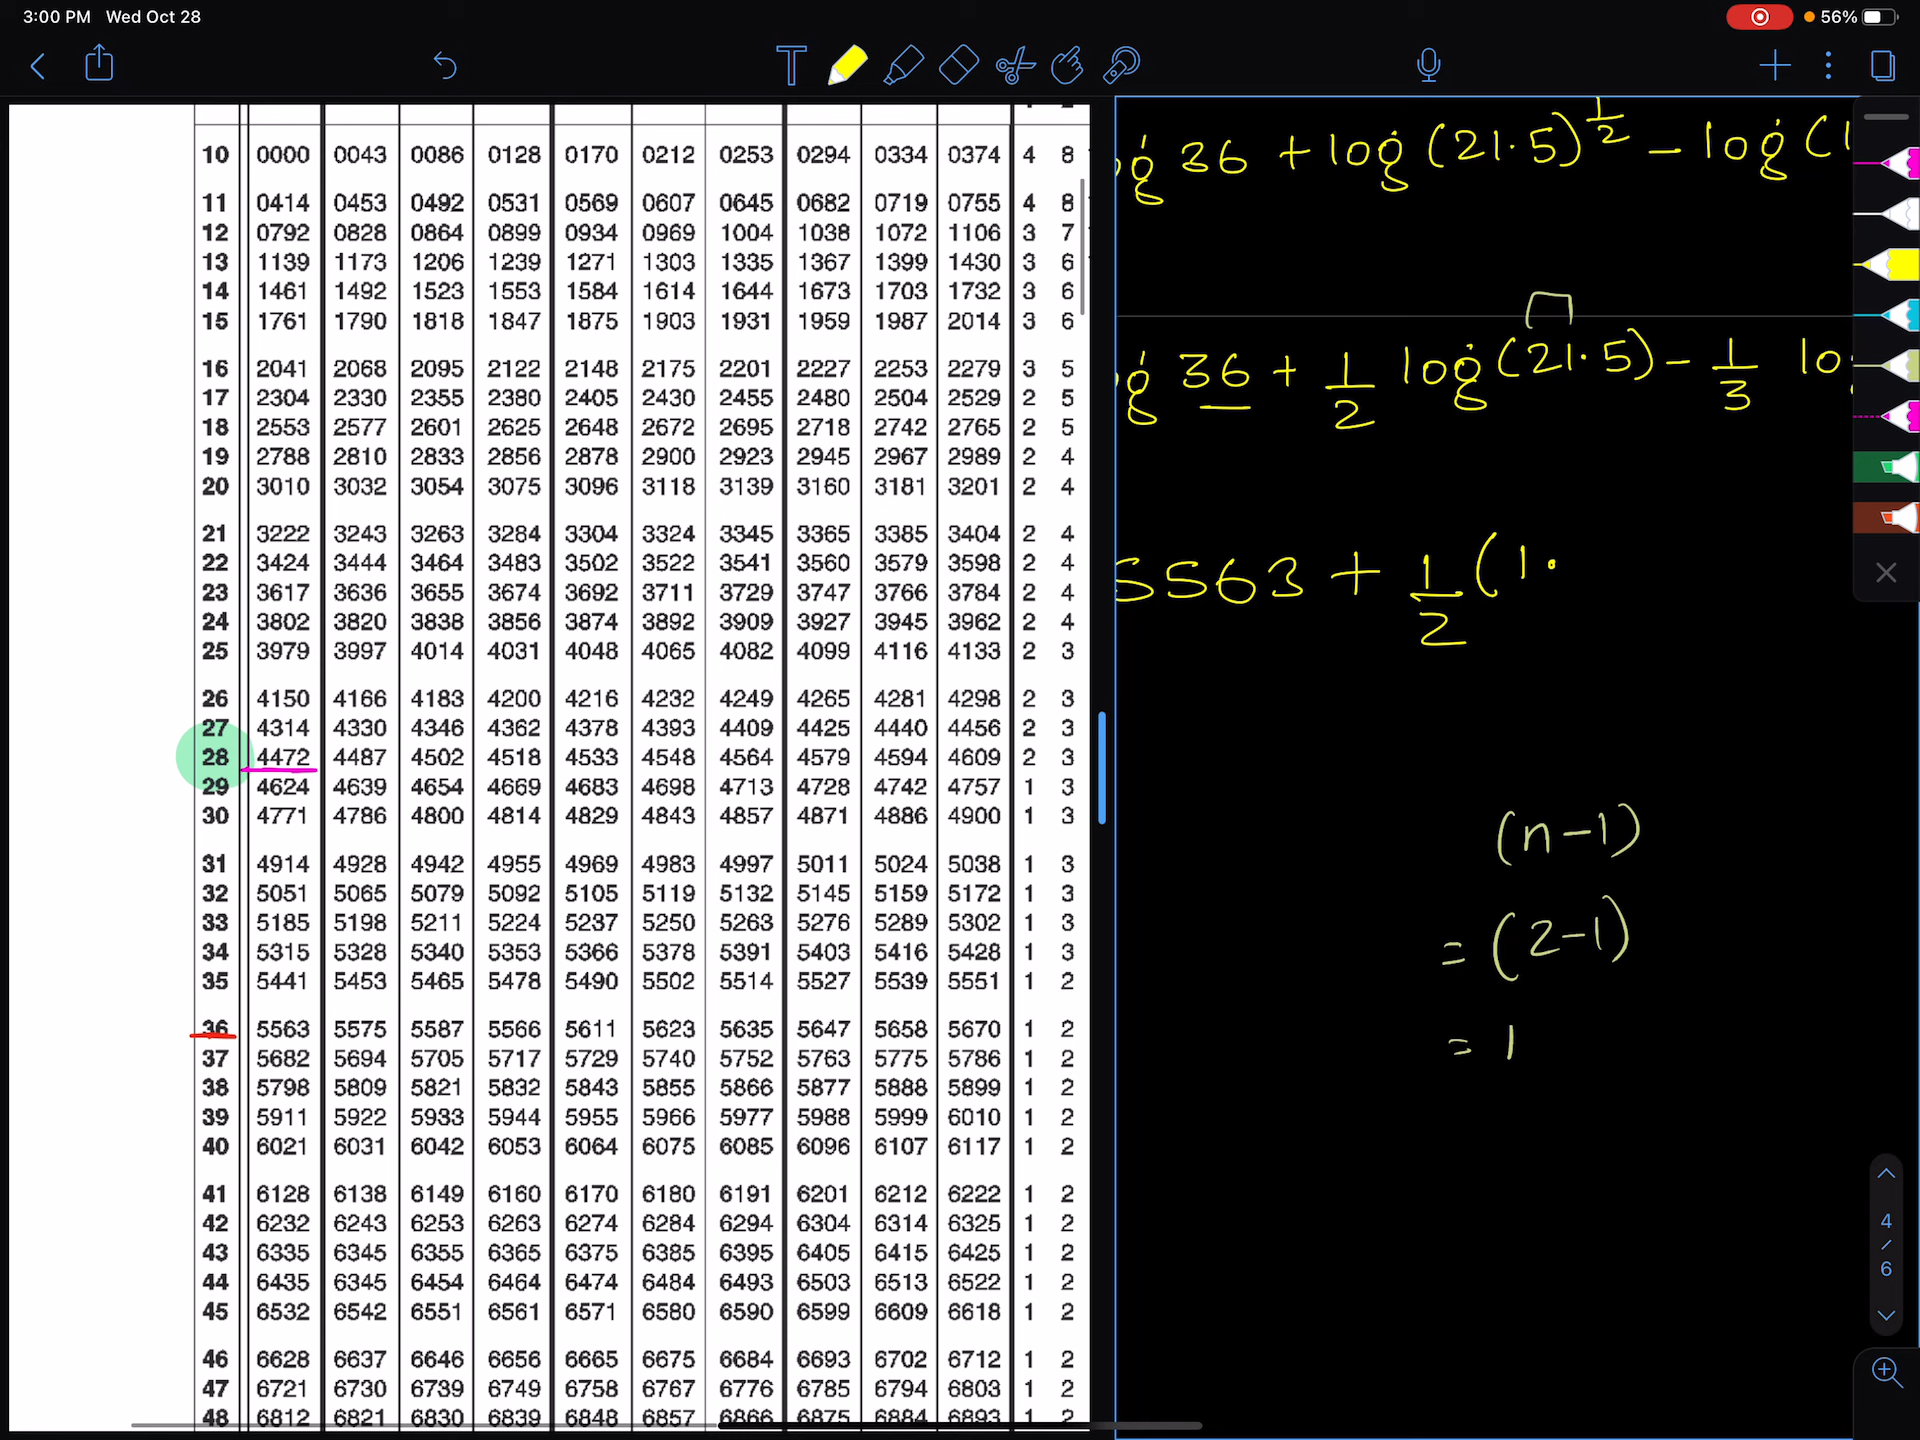 3:00 PM Wed Oct 28
56%
T
10 0000 0043 0086 0128 0170 0212 0253 0294 0334 0374 4 8
11 0414 0453 0492 0531 0569 0607 0645 0682 0719 0755 4 8
12 0792 0828 0864 0899 0934 0969 1004 1038 1072 1106 3 7
13 1139 1173 1206 1239 1271 1303 1335 1367 1399 1430 3 6
14 1461 1492 1523 1553 1584 1614 1644 1673 1703 1732 3 6
15 1761 1790 1818 1847 1875 1903 1931 1959 1987 2014 3 6
16 2041 2068 2095 2122 2148 2175 2201 2227 2253 2279 3 5
17 2304 2330 2355 2380 2405 2430 2455 2480 2504 2529 2 5
18 2553 2577 2601 2625 2648 2672 2695 2718 2742 2765 2 5
19 2788 2810 2833 2856 2878 2900 2923 2945 2967 2989 2 4
20 3010 3032 3054 3075 3096 3118 3139 3160 3181 3201 2 4
21 3222 3243 3263 3284 3304 3324 3345 3365 3385 3404 2 4
22 3424 3444 3464 3483 3502 3522 3541 3560 3579 3598 2 4
23 3617 3636 3655 3674 3692 3711 3729 3747 3766 3784 2 4
24 3802 3820 3838 3856 3874 3892 3909 3927 3945 3962 2 4
25 3979 3997 4014 4031 4048 4065 4082 4099 4116 4133 2 3
26 4150 4166 4183 4200 4216 4232 4249 4265 4281 4298 2 3
27 4314 4330 4346 4362 4378 4393 4409 4425 4440 4456 2 3
28 4472 4487 4502 4518 4533 4548 4564 4579 4594 4609 2 3
29 4624 4639 4654 4669 4683 4698 4713 4728 4742 4757 1 3
30 4771 4786 4800 4814 4829 4843 4857 4871 4886 4900 1 3
31 4914 4928 4942 4955 4969 4983 4997 5011 5024 5038 1 3
32 5051 5065 5079 5092 5105 5119 5132 5145 5159 5172 1 3
33 5185 5198 5211 5224 5237 5250 5263 5276 5289 5302 1 3
34 5315 5328 5340 5353 5366 5378 5391 5403 5416 5428 1 3
35 5441 5453 5465 5478 5490 5502 5514 5527 5539 5551 1 2
36 5563 5575 5587 5566 5611 5623 5635 5647 5658 5670 1 2
37 5682 5694 5705 5717 5729 5740 5752 5763 5775 5786 1 2
38 5798 5809 5821 5832 5843 5855 5866 5877 5888 5899 1 2
39 5911 5922 5933 5944 5955 5966 5977 5988 5999 6010 1 2
40 6021 6031 6042 6053 6064 6075 6085 6096 6107 6117 1 2
41 6128 6138 6149 6160 6170 6180 6191 6201 6212 6222 1 2
42 6232 6243 6253 6263 6274 6284 6294 6304 6314 6325 1 2
43 6335 6345 6355 6365 6375 6385 6395 6405 6415 6425 1 2
44 6435 6345 6454 6464 6474 6484 6493 6503 6513 6522 1 2
45 6532 6542 6551 6561 6571 6580 6590 6599 6609 6618 1 2
46 6628 6637 6646 6656 6665 6675 6684 6693 6702 6712 1 2
47 6721 6730 6739 6749 6758 6767 6776 6785 6794 6803 1 2
48 6812 6821 6830 6839 6848 6857 6866 6875 6884 6893 1 2
g 36 + log (21.5)^1/2 - log (1
g 36 + 1/2 log (21.5) - 1/3 lo
5563 + 1/2 (1.
(n-1)
= (2-1)
= 1
4
/
6